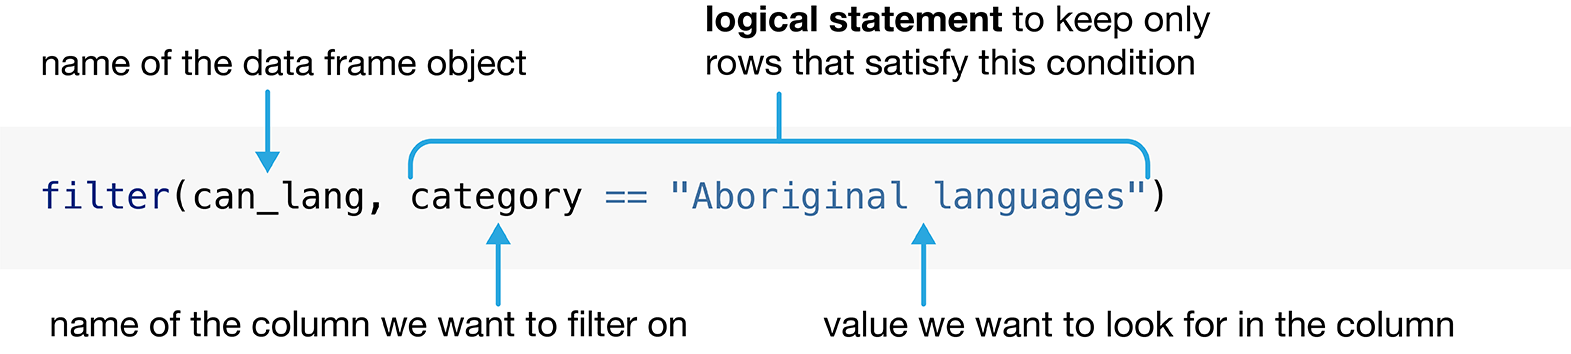 logical statement to keep only
rows that satisfy this condition
name of the data frame object
filter(can_lang, category == "Aboriginal languages")
name of the column we want to filter on
value we want to look for in the column